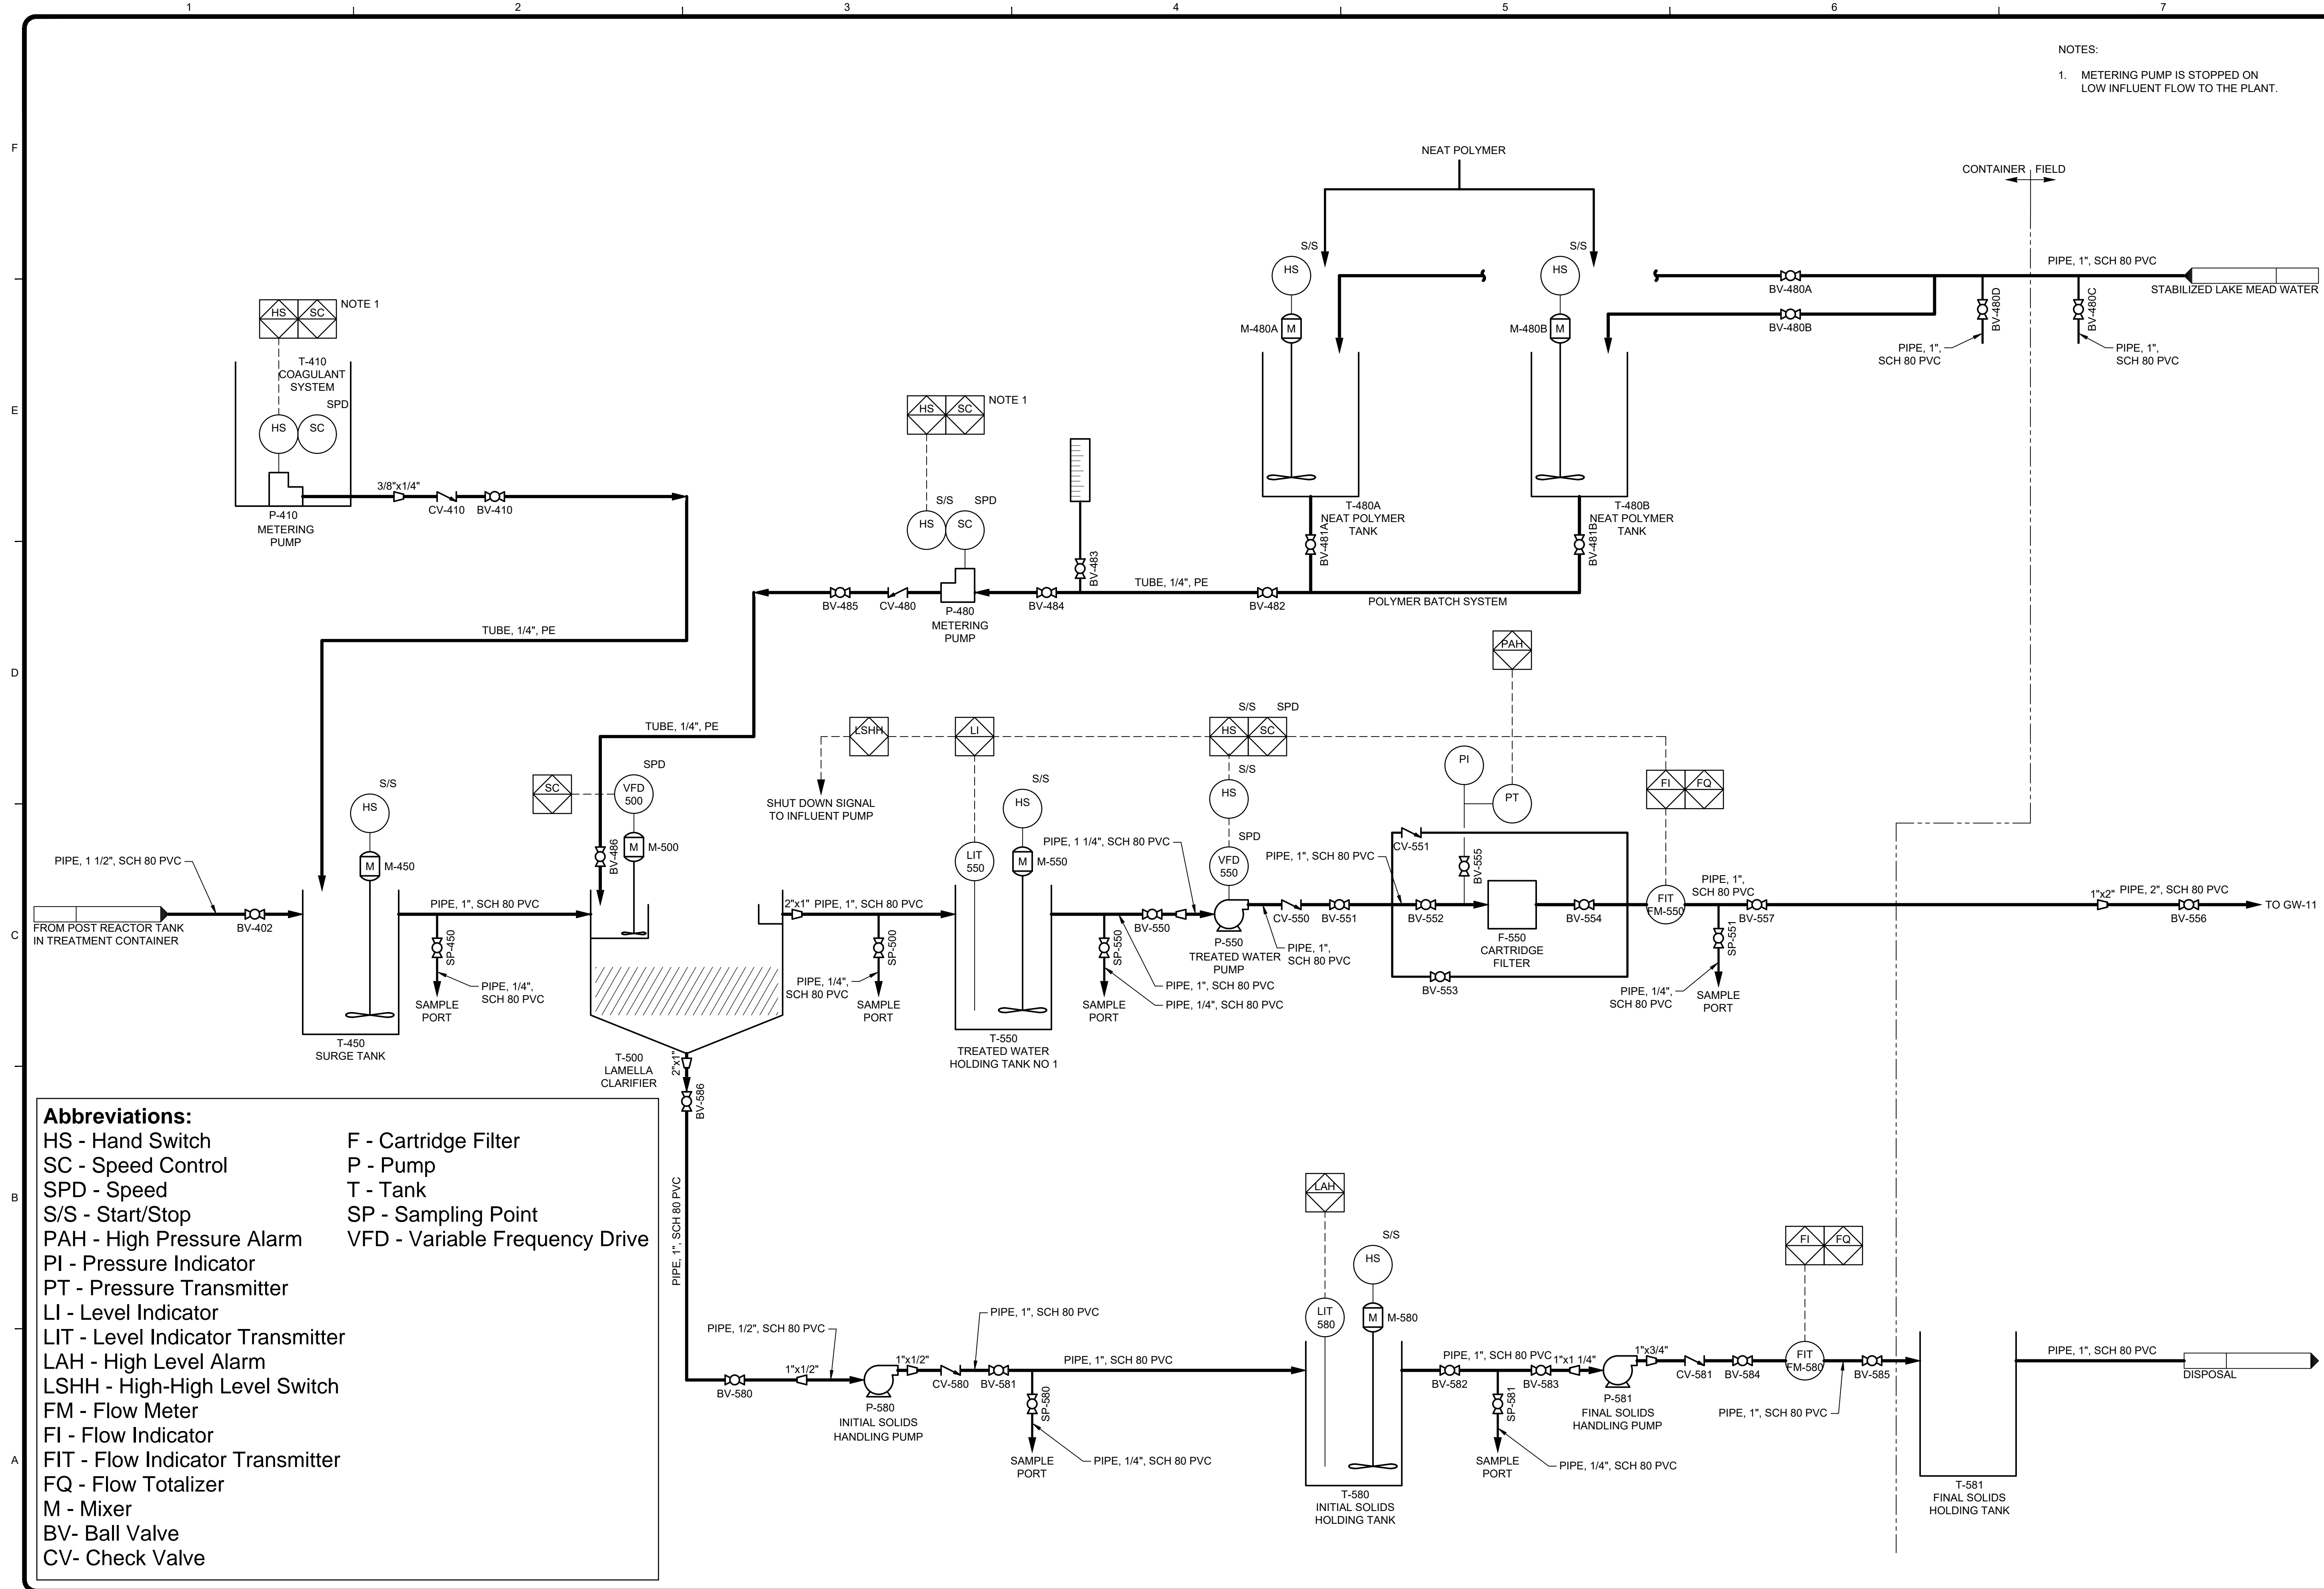 1
2
3
4
5
6
7
F
E
D
C
B
A
NOTES:
1. METERING PUMP IS STOPPED ON
LOW INFLUENT FLOW TO THE PLANT.
NEAT POLYMER
CONTAINER
FIELD
S/S
HS
M-480A
M
S/S
HS
M-480B
M
BV-480A
BV-480B
PIPE, 1", SCH 80 PVC
STABILIZED LAKE MEAD WATER
BV-480D
BV-480C
PIPE, 1",
SCH 80 PVC
PIPE, 1",
SCH 80 PVC
HS
SC
NOTE 1
T-410
COAGULANT
SYSTEM
SPD
HS
SC
P-410
METERING
PUMP
3/8"x1/4"
CV-410
BV-410
TUBE, 1/4", PE
HS
SC
NOTE 1
S/S
SPD
HS
SC
P-480
METERING
PUMP
BV-485
CV-480
BV-484
BV-483
TUBE, 1/4", PE
BV-482
BV-481A
T-480A
NEAT POLYMER
TANK
BV-481B
T-480B
NEAT POLYMER
TANK
POLYMER BATCH SYSTEM
TUBE, 1/4", PE
PAH
LSHH
LI
S/S
SPD
HS
SC
SHUT DOWN SIGNAL
TO INFLUENT PUMP
PIPE, 1 1/2", SCH 80 PVC
FROM POST REACTOR TANK
IN TREATMENT CONTAINER
BV-402
S/S
HS
M
M-450
T-450
SURGE TANK
PIPE, 1", SCH 80 PVC
SP-450
PIPE, 1/4",
SCH 80 PVC
SAMPLE
PORT
SC
SPD
VFD
500
M
M-500
BV-486
T-500
LAMELLA
CLARIFIER
2"x1"
PIPE, 1", SCH 80 PVC
SP-500
PIPE, 1/4",
SCH 80 PVC
SAMPLE
PORT
LIT
550
S/S
HS
M
M-550
T-550
TREATED WATER
HOLDING TANK NO 1
PIPE, 1 1/4", SCH 80 PVC
SP-550
BV-550
PIPE, 1", SCH 80 PVC
PIPE, 1/4", SCH 80 PVC
SAMPLE
PORT
S/S
HS
SPD
VFD
550
P-550
TREATED WATER
PUMP
CV-550
BV-551
PIPE, 1",
SCH 80 PVC
PIPE, 1", SCH 80 PVC
CV-551
BV-552
BV-553
PI
PT
BV-555
F-550
CARTRIDGE
FILTER
BV-554
FI
FQ
FIT
FM-550
PIPE, 1",
SCH 80 PVC
BV-557
SP-551
PIPE, 1/4",
SCH 80 PVC
SAMPLE
PORT
1"x2"
PIPE, 2", SCH 80 PVC
BV-556
TO GW-11
2"x1"
BV-586
PIPE, 1", SCH 80 PVC
BV-580
1"x1/2"
PIPE, 1/2", SCH 80 PVC
P-580
INITIAL SOLIDS
HANDLING PUMP
1"x1/2"
CV-580
BV-581
PIPE, 1", SCH 80 PVC
PIPE, 1", SCH 80 PVC
SP-580
PIPE, 1/4", SCH 80 PVC
SAMPLE
PORT
LAH
LIT
580
S/S
HS
M
M-580
T-580
INITIAL SOLIDS
HOLDING TANK
PIPE, 1", SCH 80 PVC
BV-582
BV-583
1"x1 1/4"
SP-581
PIPE, 1/4", SCH 80 PVC
SAMPLE
PORT
P-581
FINAL SOLIDS
HANDLING PUMP
1"x3/4"
CV-581
BV-584
FI
FQ
FIT
FM-580
BV-585
PIPE, 1", SCH 80 PVC
T-581
FINAL SOLIDS
HOLDING TANK
PIPE, 1", SCH 80 PVC
DISPOSAL
Abbreviations:
HS - Hand Switch
SC - Speed Control
SPD - Speed
S/S - Start/Stop
PAH - High Pressure Alarm
PI - Pressure Indicator
PT - Pressure Transmitter
LI - Level Indicator
LIT - Level Indicator Transmitter
LAH - High Level Alarm
LSHH - High-High Level Switch
FM - Flow Meter
FI - Flow Indicator
FIT - Flow Indicator Transmitter
FQ - Flow Totalizer
M - Mixer
BV- Ball Valve
CV- Check Valve
F - Cartridge Filter
P - Pump
T - Tank
SP - Sampling Point
VFD - Variable Frequency Drive